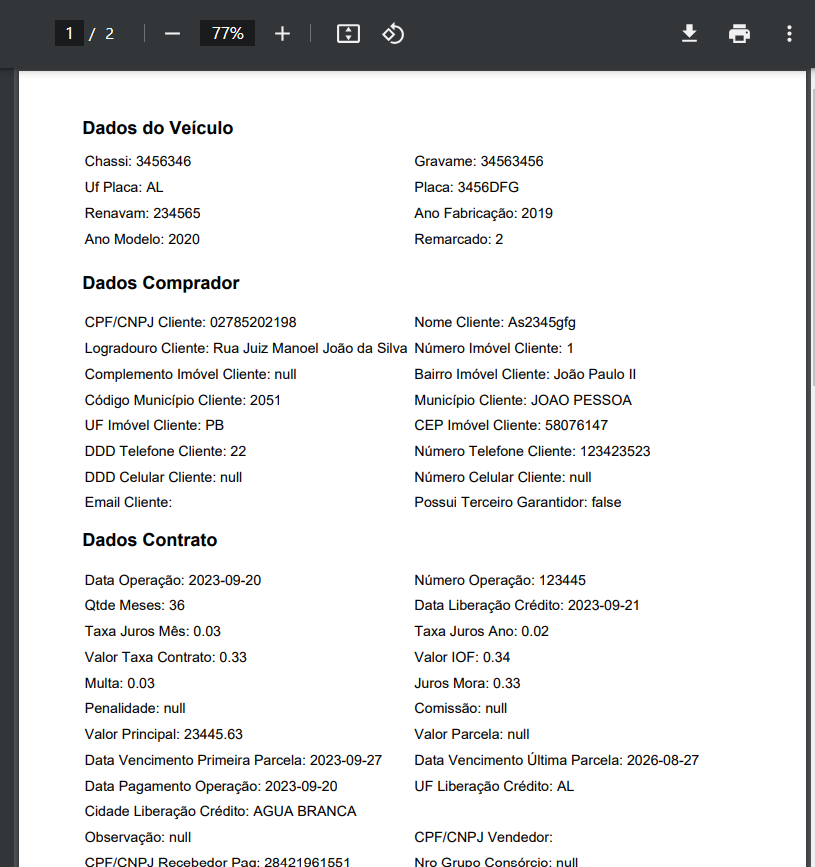 1 / 2 77%
Dados do Veículo
Chassi: 3456346 Gravame: 34563456
Uf Placa: AL Placa: 3456DFG
Renavam: 234565 Ano Fabricação: 2019
Ano Modelo: 2020 Remarcado: 2
Dados Comprador
CPF/CNPJ Cliente: 02785202198 Nome Cliente: As2345gfg
Logradouro Cliente: Rua Juiz Manoel João da Silva Número Imóvel Cliente: 1
Complemento Imóvel Cliente: null Bairro Imóvel Cliente: João Paulo II
Código Município Cliente: 2051 Município Cliente: JOAO PESSOA
UF Imóvel Cliente: PB CEP Imóvel Cliente: 58076147
DDD Telefone Cliente: 22 Número Telefone Cliente: 123423523
DDD Celular Cliente: null Número Celular Cliente: null
Email Cliente: Possui Terceiro Garantidor: false
Dados Contrato
Data Operação: 2023-09-20 Número Operação: 123445
Qtde Meses: 36 Data Liberação Crédito: 2023-09-21
Taxa Juros Mês: 0.03 Taxa Juros Ano: 0.02
Valor Taxa Contrato: 0.33 Valor IOF: 0.34
Multa: 0.03 Juros Mora: 0.33
Penalidade: null Comissão: null
Valor Principal: 23445.63 Valor Parcela: null
Data Vencimento Primeira Parcela: 2023-09-27 Data Vencimento Última Parcela: 2026-08-27
Data Pagamento Operação: 2023-09-20 UF Liberação Crédito: AL
Cidade Liberação Crédito: AGUA BRANCA
Observação: null CPF/CNPJ Vendedor:
CPF/CNPJ Recebedor Pag: 28421961551 Nro Grupo Consórcio: null